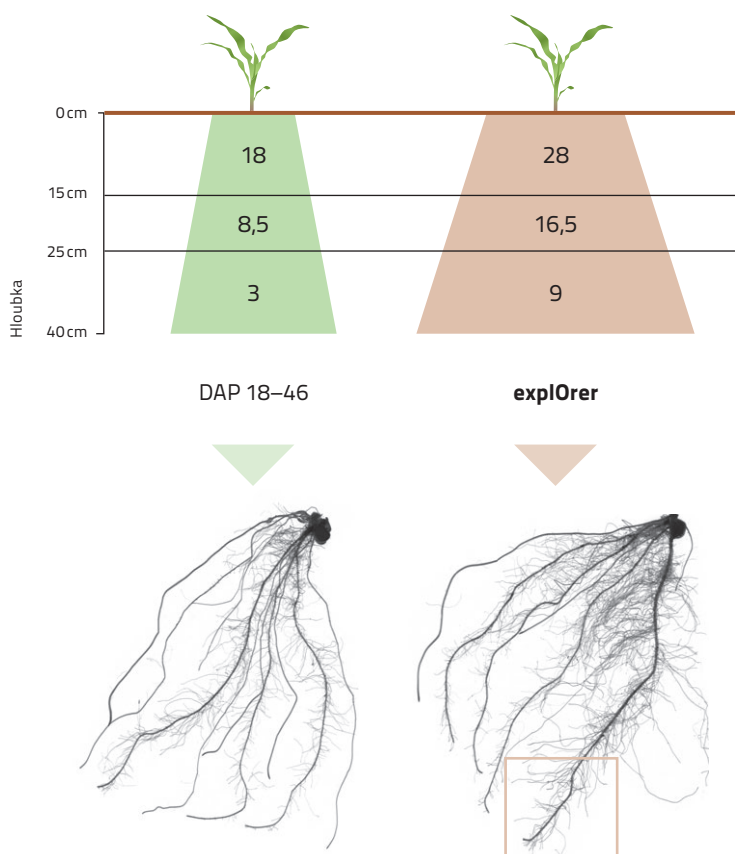 0 cm
18
28
15 cm
8,5
16,5
25 cm
3
9
40 cm
Hloubka
DAP 18–46
explOrer